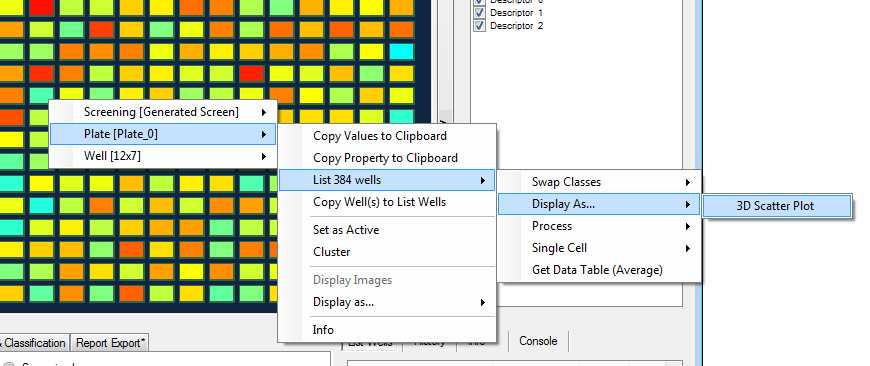 Descriptor 1
Descriptor 2
Screening [Generated Screen]
Plate [Plate_0]
Well [12x7]
Copy Values to Clipboard
Copy Property to Clipboard
List 384 wells
Copy Well(s) to List Wells
Set as Active
Cluster
Display Images
Display as...
Info
Swap Classes
Display As...
Process
Single Cell
Get Data Table (Average)
3D Scatter Plot
& Classification
Report Export*
List Wells
History
Info
Console